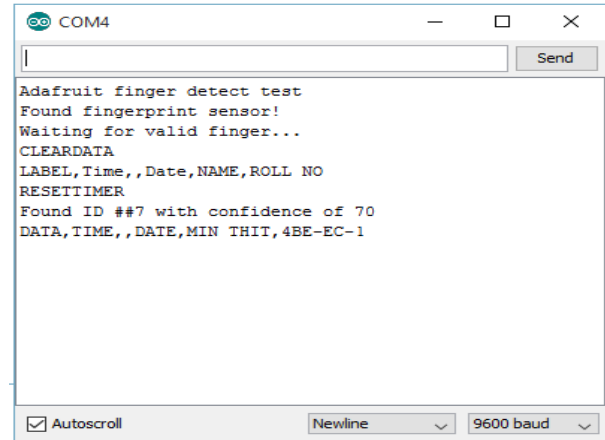 COM4
Send
Adafruit finger detect test
Found fingerprint sensor!
Waiting for valid finger...
CLEARDATA
LABEL,Time,,Date,NAME,ROLL NO
RESETTIMER
Found ID ##7 with confidence of 70
DATA,TIME,,DATE,MIN THIT,4BE-EC-1
Autoscroll Newline 9600 baud